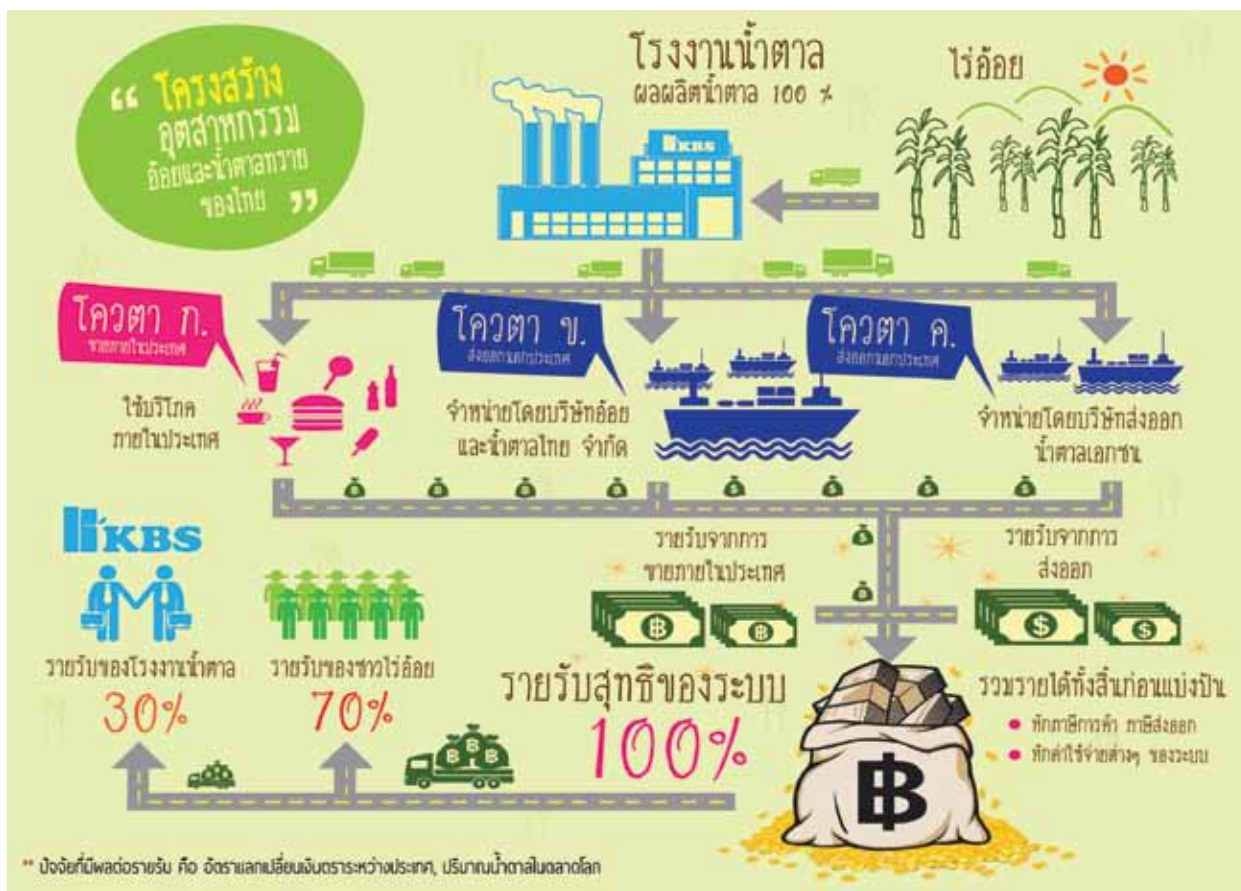 “ โครงสร้าง
อุตสาหกรรม
อ้อยและน้ำตาลทราย
ของไทย ”
โรงงานน้ำตาล
ผลผลิตน้ำตาล 100 %
ไร่อ้อย
KBS
โควตา ก.
ขายภายในประเทศ
โควตา ข.
ส่งออกนอกประเทศ
โควตา ค.
ส่งออกนอกประเทศ
ใช้บริโภค
ภายในประเทศ
จำหน่ายโดยบริษัทอ้อย
และน้ำตาลไทย จำกัด
จำหน่ายโดยบริษัทส่งออก
น้ำตาลเอกชน
KBS
รายรับจากการ
ขายภายในประเทศ
รายรับจากการ
ส่งออก
฿ ฿
$ $
รายรับของโรงงานน้ำตาล
30%
รายรับของชาวไร่อ้อย
70%
รายรับสุทธิของระบบ
100%
รวมรายได้ทั้งสิ้นก่อนแบ่งปัน
• หักภาษีการค้า ภาษีส่งออก
• หักค่าใช้จ่ายต่างๆ ของระบบ
฿
** ปัจจัยที่มีผลต่อรายรับ คือ อัตราแลกเปลี่ยนเงินตราระหว่างประเทศ, ปริมาณน้ำตาลในตลาดโลก